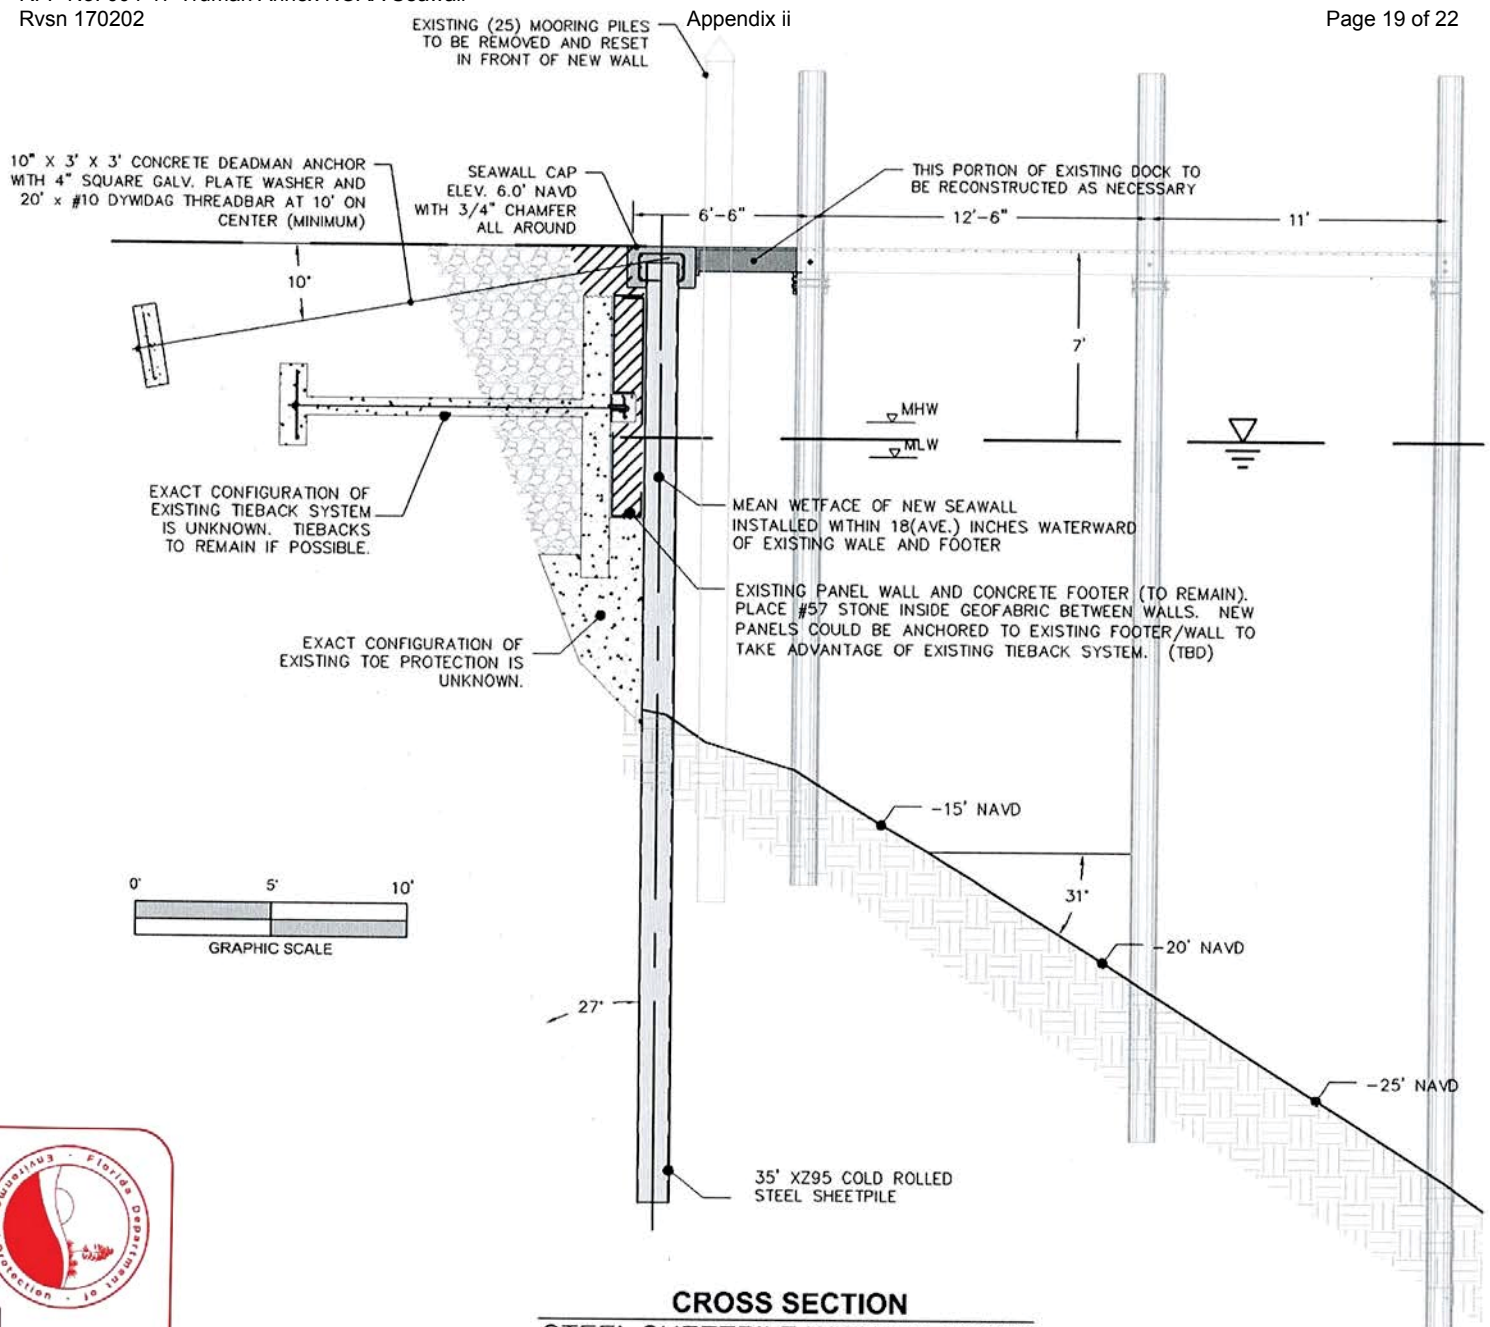 Rvsn 170202
Appendix ii
Page 19 of 22
EXISTING (25) MOORING PILES
TO BE REMOVED AND RESET
IN FRONT OF NEW WALL
10" X 3' X 3' CONCRETE DEADMAN ANCHOR
WITH 4" SQUARE GALV. PLATE WASHER AND
20' x #10 DYWIDAG THREADBAR AT 10' ON
CENTER (MINIMUM)
SEAWALL CAP
ELEV. 6.0' NAVD
WITH 3/4" CHAMFER
ALL AROUND
THIS PORTION OF EXISTING DOCK TO
BE RECONSTRUCTED AS NECESSARY
6'-6"
12'-6"
11'
10°
7'
MHW
MLW
EXACT CONFIGURATION OF
EXISTING TIEBACK SYSTEM
IS UNKNOWN. TIEBACKS
TO REMAIN IF POSSIBLE.
MEAN WETFACE OF NEW SEAWALL
INSTALLED WITHIN 18(AVE.) INCHES WATERWARD
OF EXISTING WALE AND FOOTER
EXISTING PANEL WALL AND CONCRETE FOOTER (TO REMAIN).
PLACE #57 STONE INSIDE GEOFABRIC BETWEEN WALLS. NEW
PANELS COULD BE ANCHORED TO EXISTING FOOTER/WALL TO
TAKE ADVANTAGE OF EXISTING TIEBACK SYSTEM. (TBD)
EXACT CONFIGURATION OF
EXISTING TOE PROTECTION IS
UNKNOWN.
-15' NAVD
31°
-20' NAVD
0'
5'
10'
GRAPHIC SCALE
27°
-25' NAVD
35' XZ95 COLD ROLLED
STEEL SHEETPILE
Florida Department of
CROSS SECTION